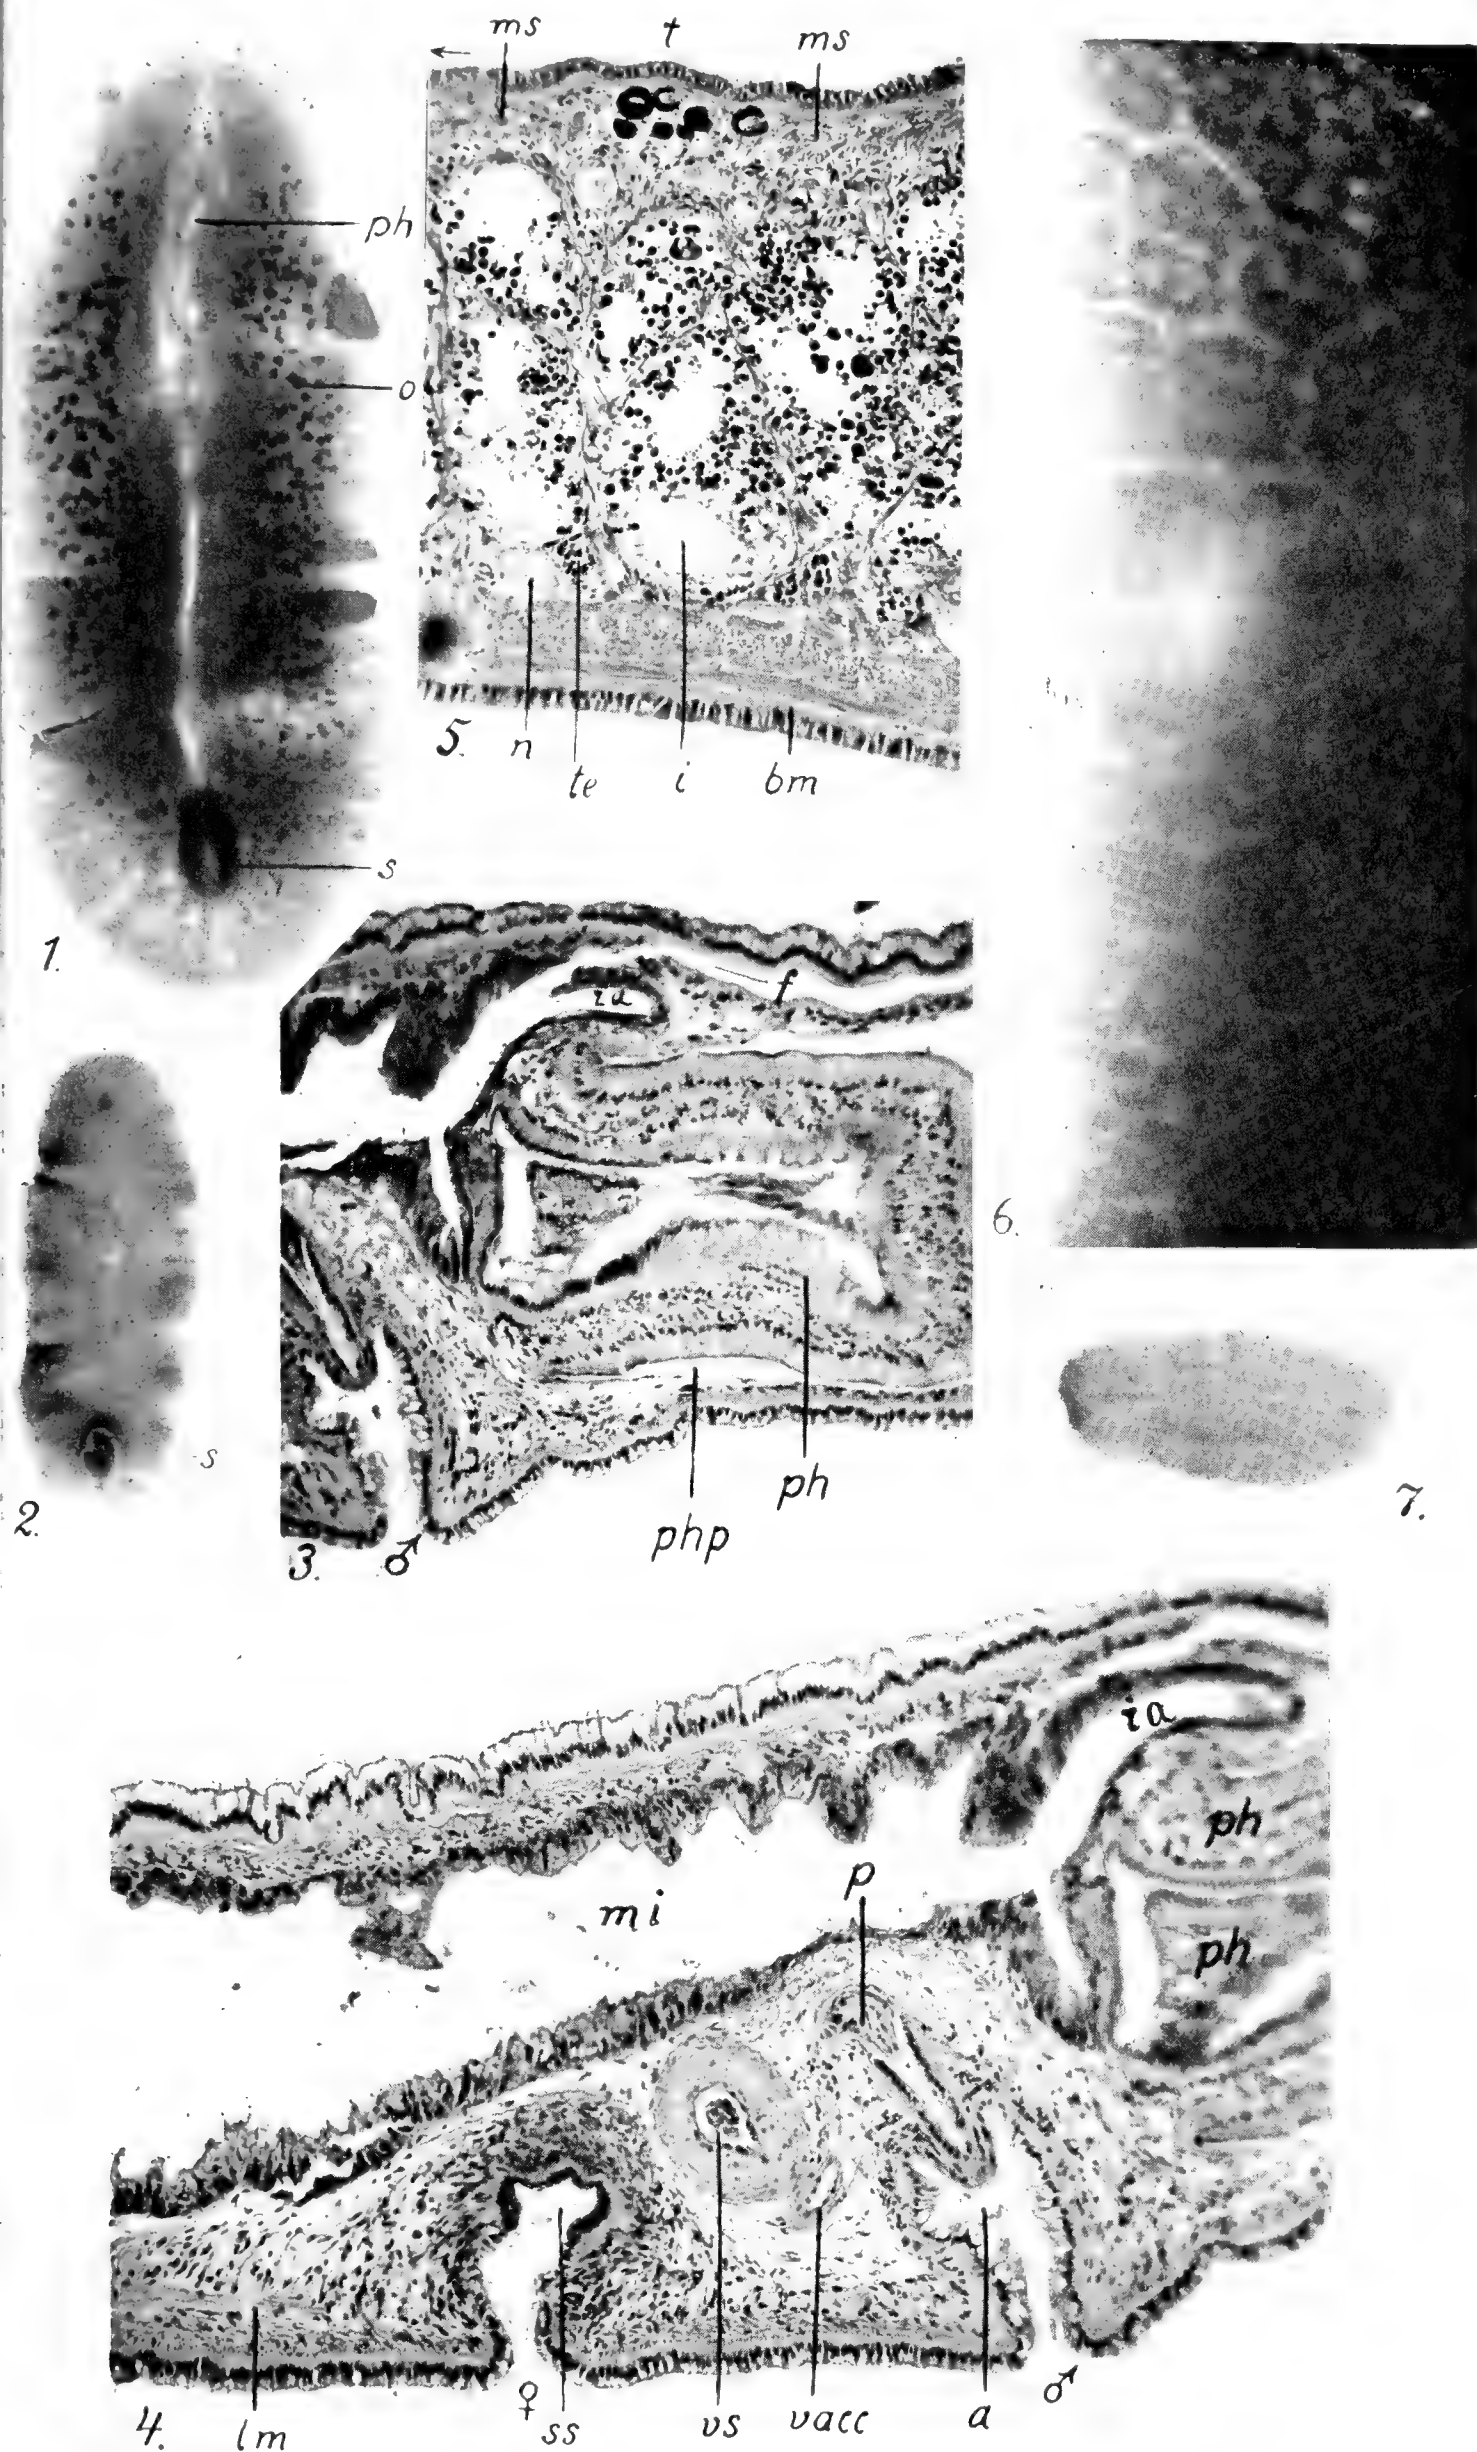 ms t ms
ph
o
5. n te i bm
s
1.
f
ia
6.
s
2.
ph
php
3. ♂
7.
ia
ph
p
mi
ph
4. lm ♀ ss vs vacc a ♂